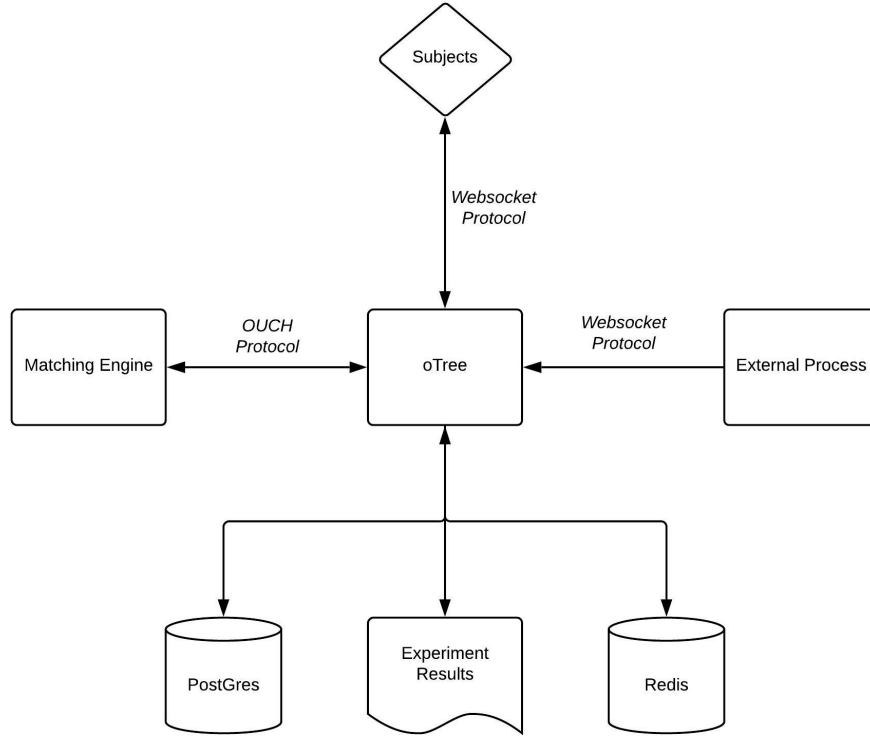 Subjects
Websocket
Protocol
OUCH
Protocol
Websocket
Protocol
Matching Engine
oTree
External Process
PostGres
Experiment
Results
Redis